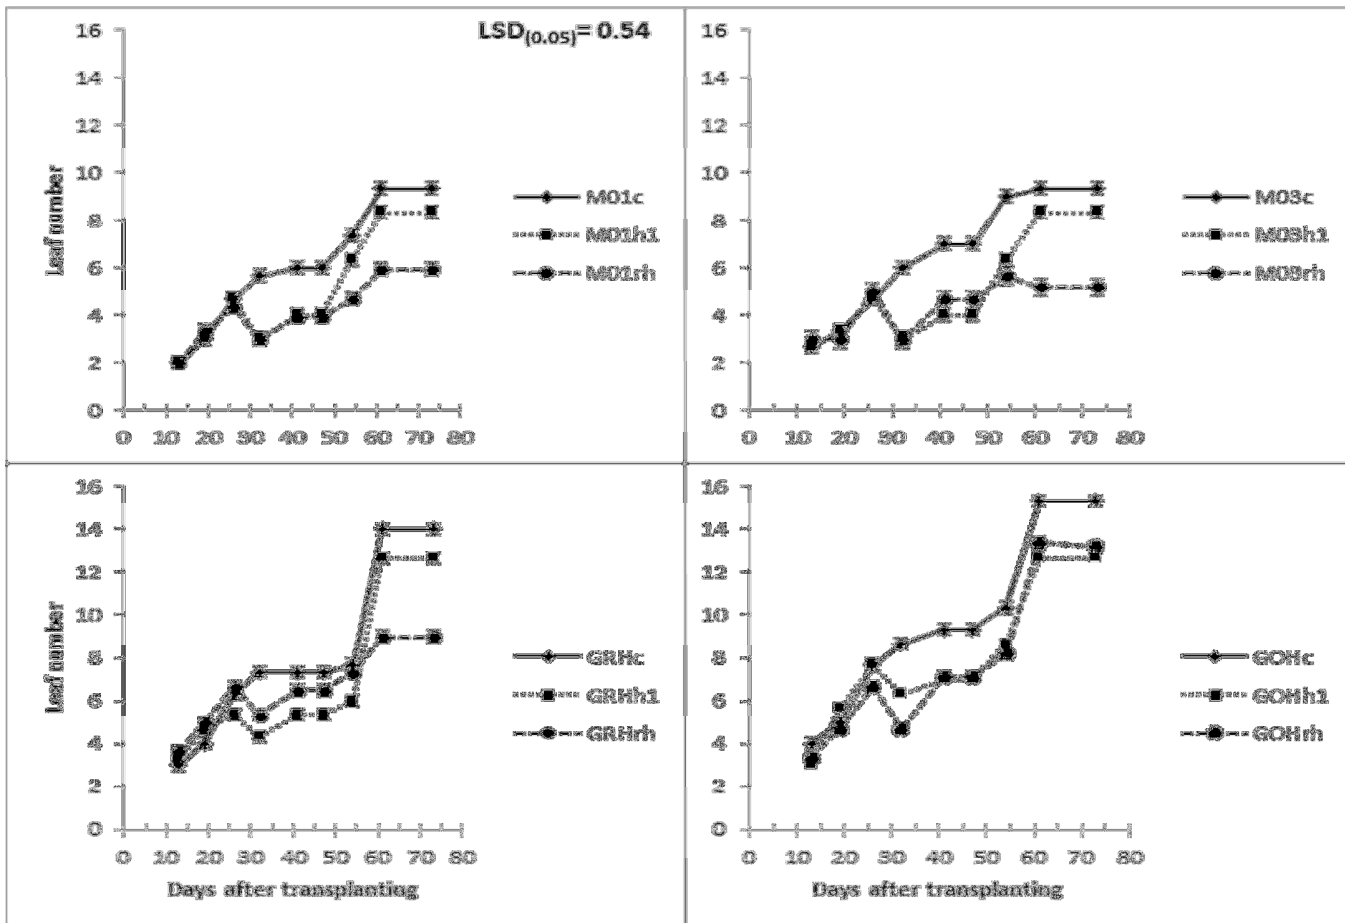 LSD(0.05)= 0.54
16
14
12
10
8
6
4
2
0
Leaf number
0 10 20 30 40 50 60 70 80
M01c
M01h1
M01rh
16
14
12
10
8
6
4
2
0
0 10 20 30 40 50 60 70 80
M03c
M03h1
M03rh
16
14
12
10
8
6
4
2
0
Leaf number
0 10 20 30 40 50 60 70 80
Days after transplanting
GRHc
GRHh1
GRHrh
16
14
12
10
8
6
4
2
0
0 10 20 30 40 50 60 70 80
Days after transplanting
GOHc
GOHh1
GOHrh